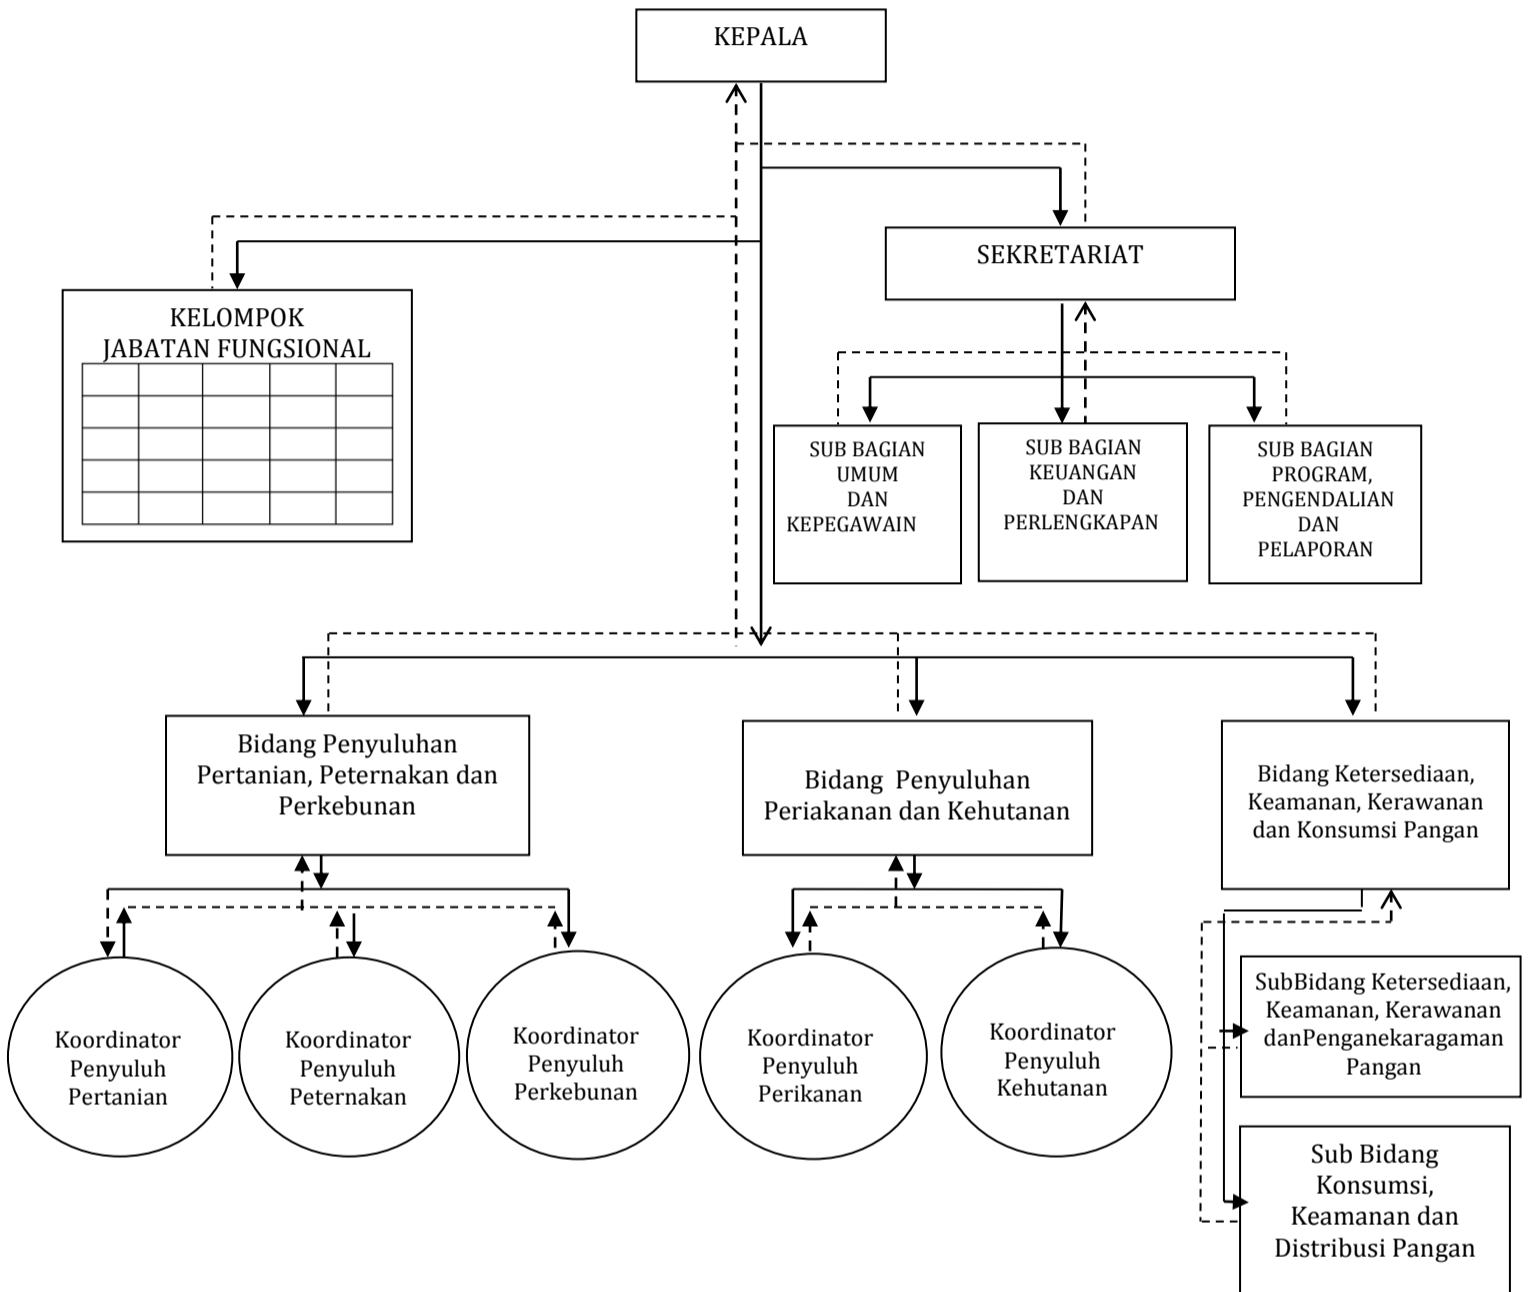 KEPALA
SEKRETARIAT
KELOMPOK
JABATAN FUNGSIONAL
SUB BAGIAN
UMUM
DAN
KEPEGAWAIN
SUB BAGIAN
KEUANGAN
DAN
PERLENGKAPAN
SUB BAGIAN
PROGRAM,
PENGENDALIAN
DAN
PELAPORAN
Bidang Penyuluhan
Pertanian, Peternakan dan
Perkebunan
Bidang Penyuluhan
Periakanan dan Kehutanan
Bidang Ketersediaan,
Keamanan, Kerawanan
dan Konsumsi Pangan
Koordinator
Penyuluh
Pertanian
Koordinator
Penyuluh
Peternakan
Koordinator
Penyuluh
Perkebunan
Koordinator
Penyuluh
Perikanan
Koordinator
Penyuluh
Kehutanan
SubBidang Ketersediaan,
Keamanan, Kerawanan
danPenganekaragaman
Pangan
Sub Bidang
Konsumsi,
Keamanan dan
Distribusi Pangan